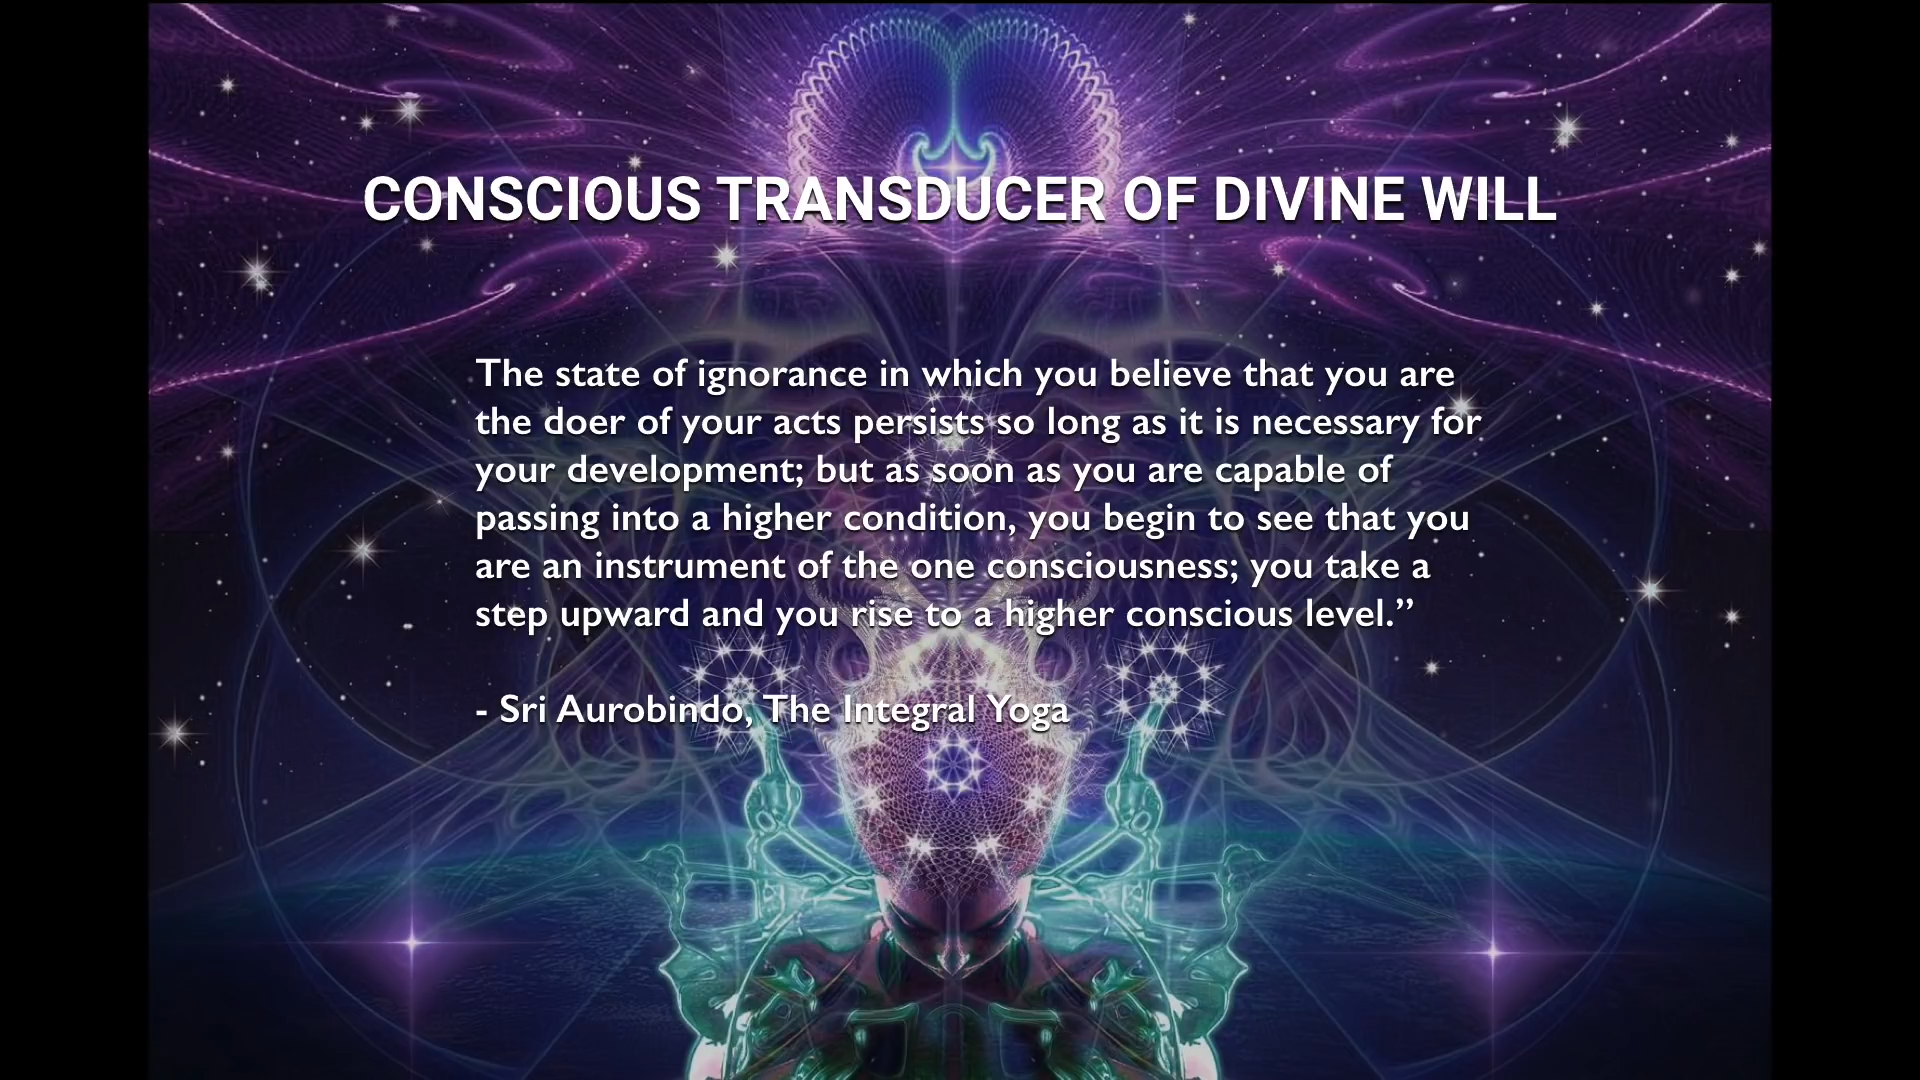 CONSCIOUS TRANSDUCER OF DIVINE WILL
The state of ignorance in which you believe that you are
the doer of your acts persists so long as it is necessary for
your development; but as soon as you are capable of
passing into a higher condition, you begin to see that you
are an instrument of the one consciousness; you take a
step upward and you rise to a higher conscious level.”
- Sri Aurobindo, The Integral Yoga